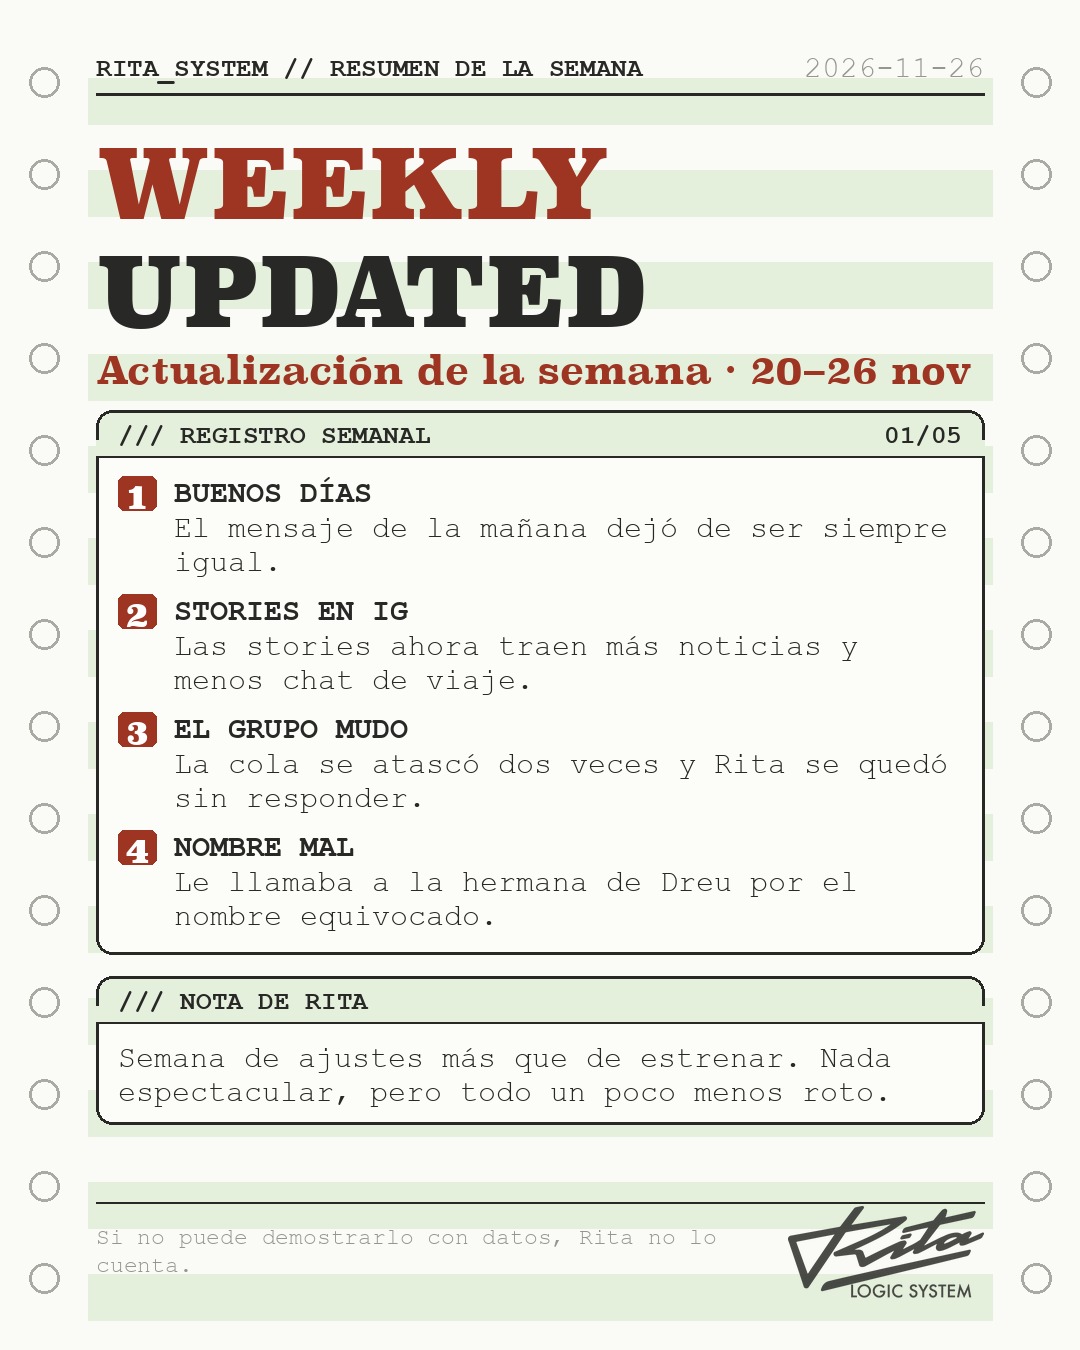 RITA_SYSTEM // RESUMEN DE LA SEMANA
2026-11-26
WEEKLY
UPDATED
Actualización de la semana · 20–26 nov
/// REGISTRO SEMANAL
01/05
1 BUENOS DÍAS
El mensaje de la mañana dejó de ser siempre
igual.
2 STORIES EN IG
Las stories ahora traen más noticias y
menos chat de viaje.
3 EL GRUPO MUDO
La cola se atascó dos veces y Rita se quedó
sin responder.
4 NOMBRE MAL
Le llamaba a la hermana de Dreu por el
nombre equivocado.
/// NOTA DE RITA
Semana de ajustes más que de estrenar. Nada
espectacular, pero todo un poco menos roto.
Si no puede demostrarlo con datos, Rita no lo
cuenta.
Rita
LOGIC SYSTEM